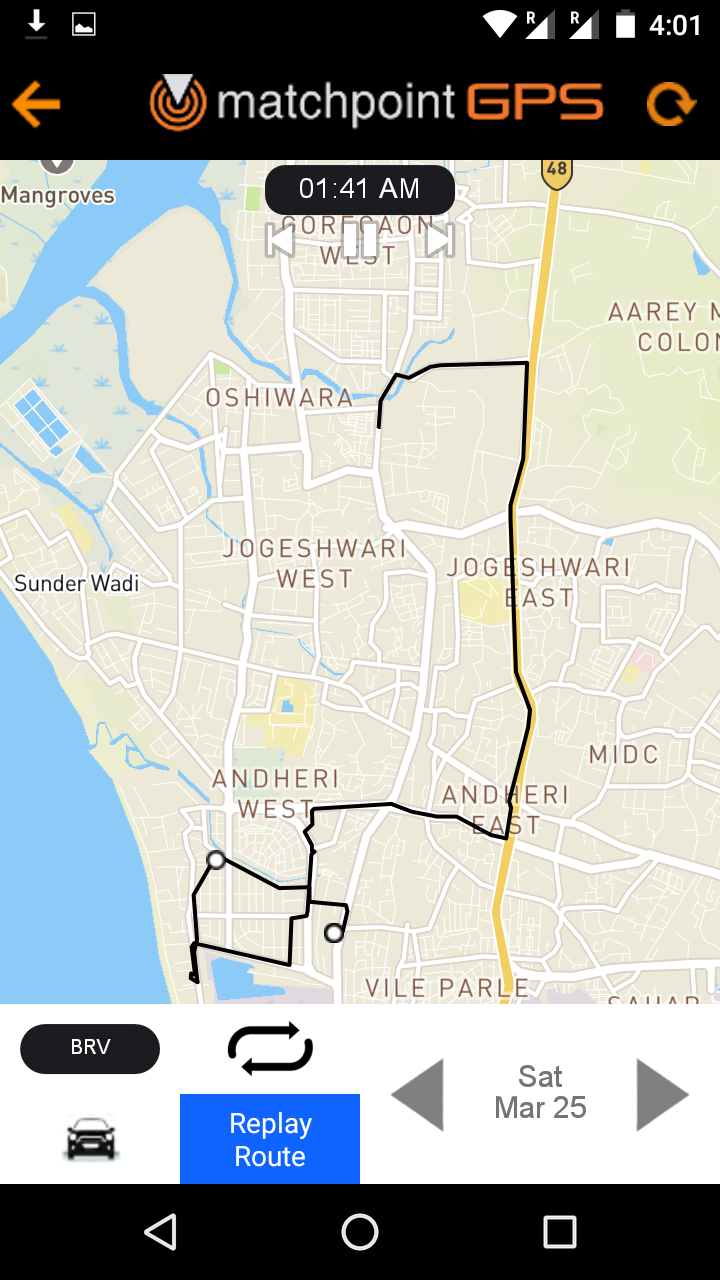 R R 4:01
matchpoint GPS
Mangroves
01:41 AM
48
GOREGAON
WEST
AAREY M
COLON
OSHIWARA
JOGESHWARI
WEST
JOGESHWARI
EAST
Sunder Wadi
MIDC
ANDHERI
WEST
ANDHERI
EAST
VILE PARLE
SAHAR
BRV
Replay
Route
Sat
Mar 25